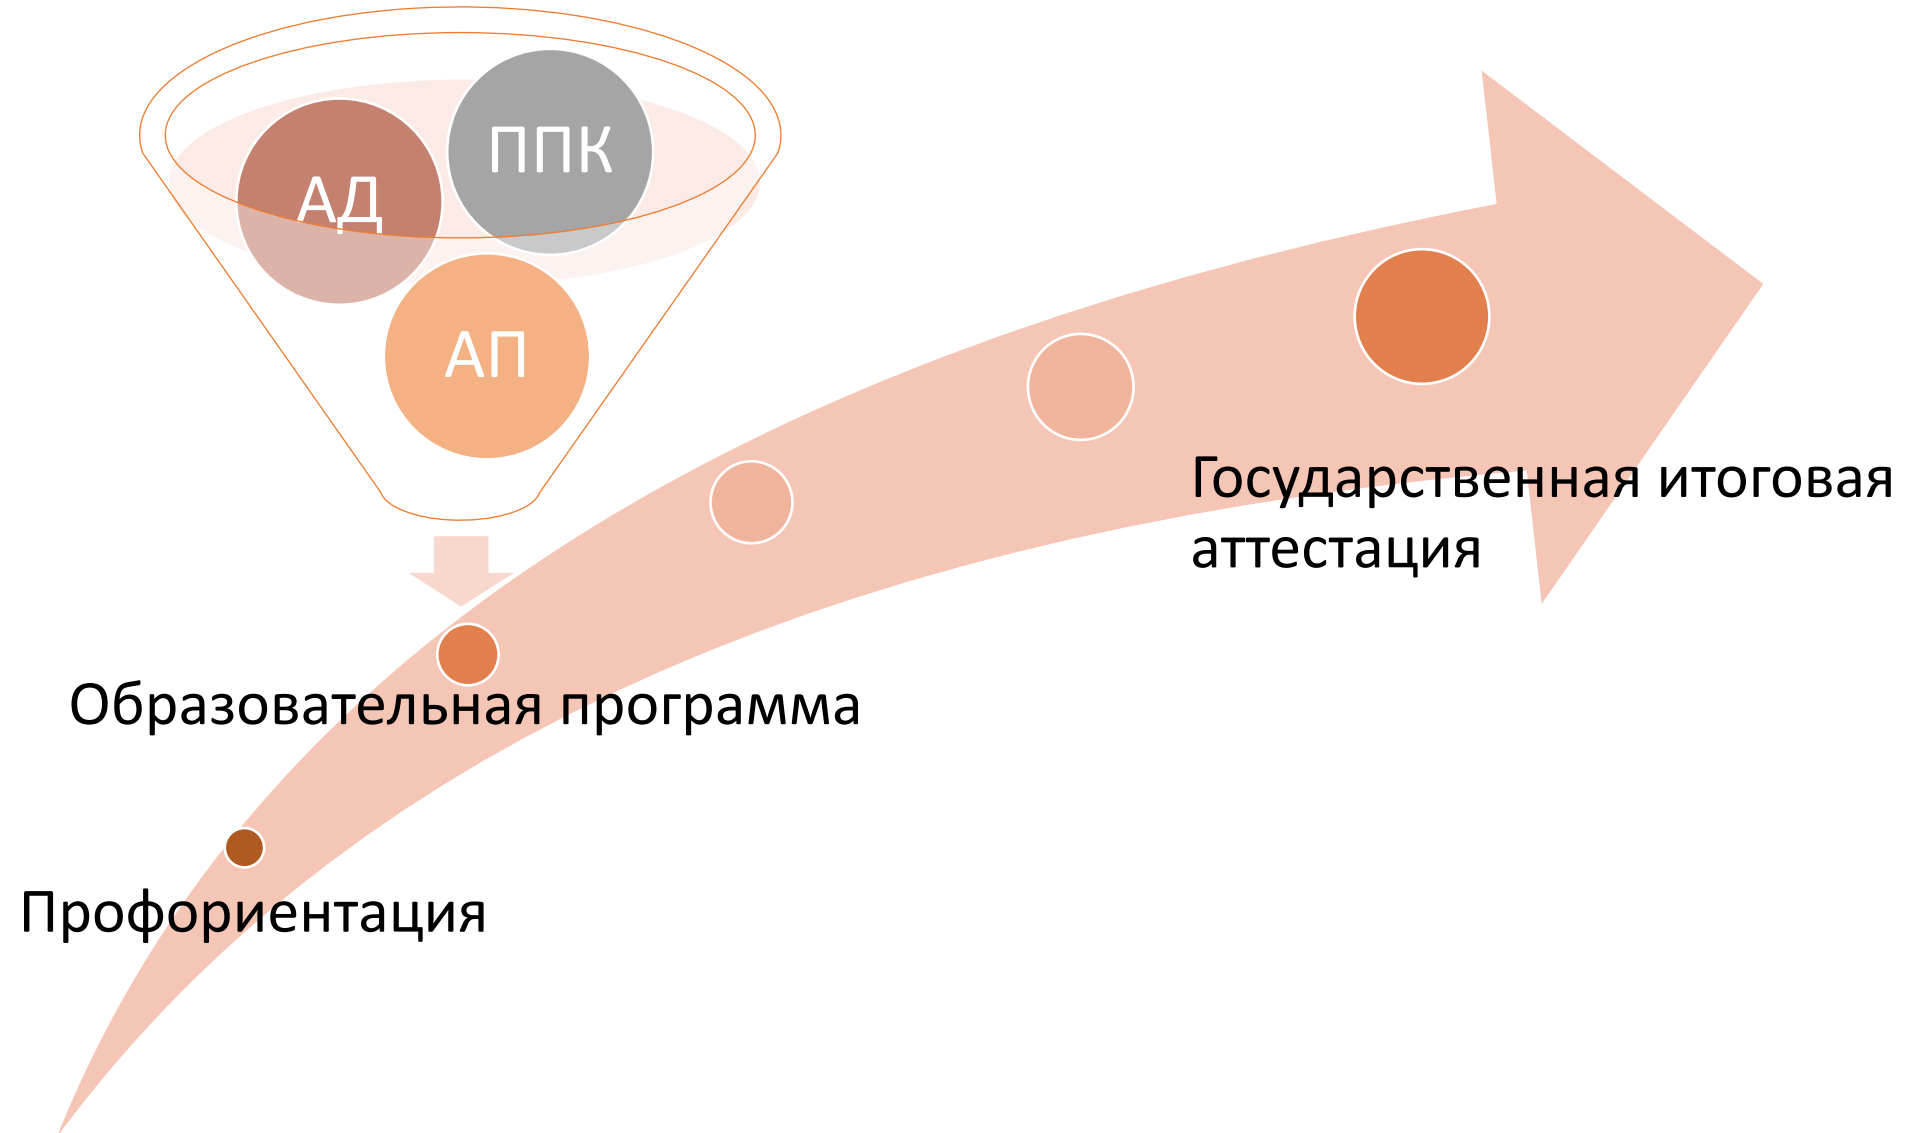 ППК
АД
АП
Государственная итоговая
аттестация
Образовательная программа
Профориентация